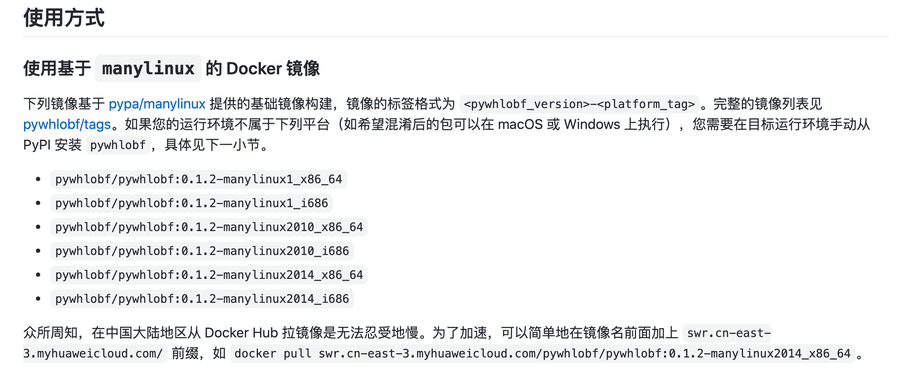 使用方式
使用基于 manylinux 的 Docker 镜像
下列镜像基于 pypa/manylinux 提供的基础镜像构建，镜像的标签格式为 <pywhlobf_version>-<platform_tag> 。完整的镜像列表见
pywhlobf/tags。如果您的运行环境不属于下列平台（如希望混淆后的包可以在 macOS 或 Windows 上执行），您需要在目标运行环境手动从
PyPI 安装 pywhlobf ，具体见下一小节。
• pywhlobf/pywhlobf:0.1.2-manylinux1_x86_64
• pywhlobf/pywhlobf:0.1.2-manylinux1_i686
• pywhlobf/pywhlobf:0.1.2-manylinux2010_x86_64
• pywhlobf/pywhlobf:0.1.2-manylinux2010_i686
• pywhlobf/pywhlobf:0.1.2-manylinux2014_x86_64
• pywhlobf/pywhlobf:0.1.2-manylinux2014_i686
众所周知，在中国大陆地区从 Docker Hub 拉镜像是无法忍受地慢。为了加速，可以简单地在镜像名前面加上 swr.cn-east-
3.myhuaweicloud.com/ 前缀，如 docker pull swr.cn-east-3.myhuaweicloud.com/pywhlobf/pywhlobf:0.1.2-manylinux2014_x86_64 。